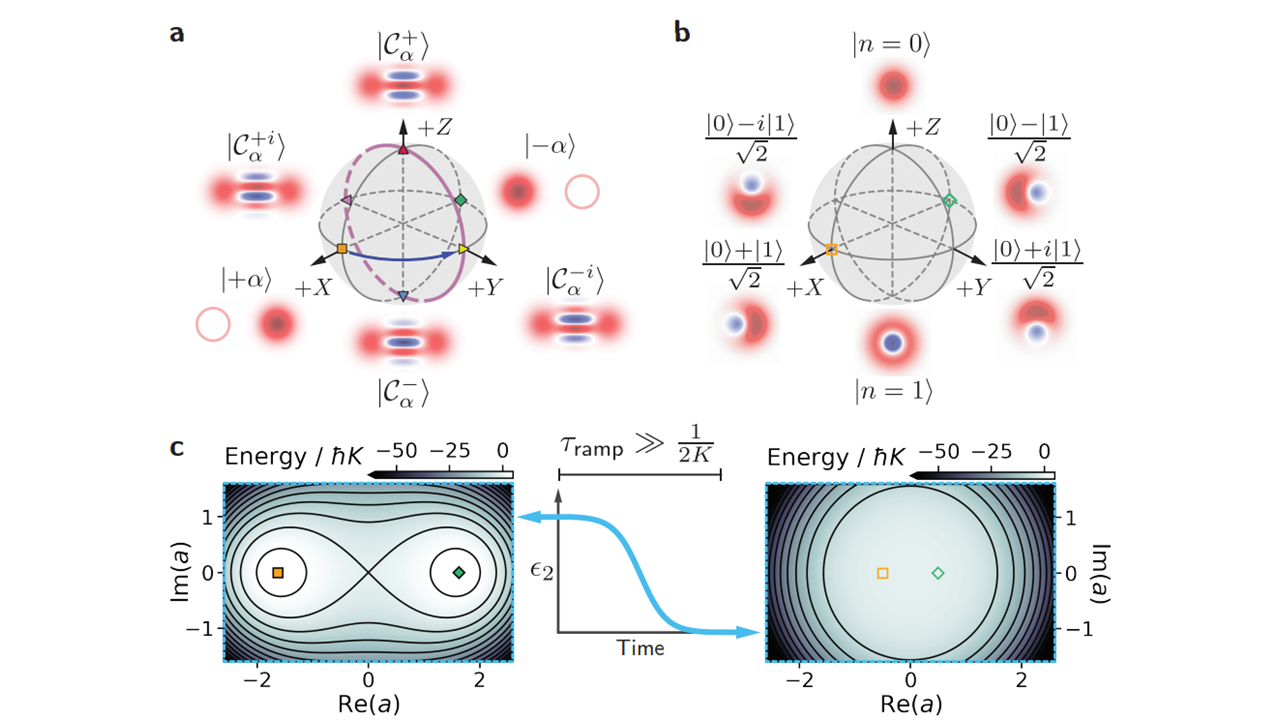 a
|𝒞α⁺⟩
+Z
|𝒞α⁺ⁱ⟩
|−α⟩
|+α⟩
+X
+Y
|𝒞α⁻ⁱ⟩
|𝒞α⁻⟩
b
|n = 0⟩
+Z
|0⟩−i|1⟩
√2
|0⟩−|1⟩
√2
|0⟩+|1⟩
√2
|0⟩+i|1⟩
√2
+X
+Y
|n = 1⟩
c
Energy / ħK
−50 −25 0
1
0
−1
Im(a)
−2 0 2
Re(a)
τramp ≫ 1/2K
ϵ2
Time
Energy / ħK
−50 −25 0
1
0
−1
Im(a)
−2 0 2
Re(a)